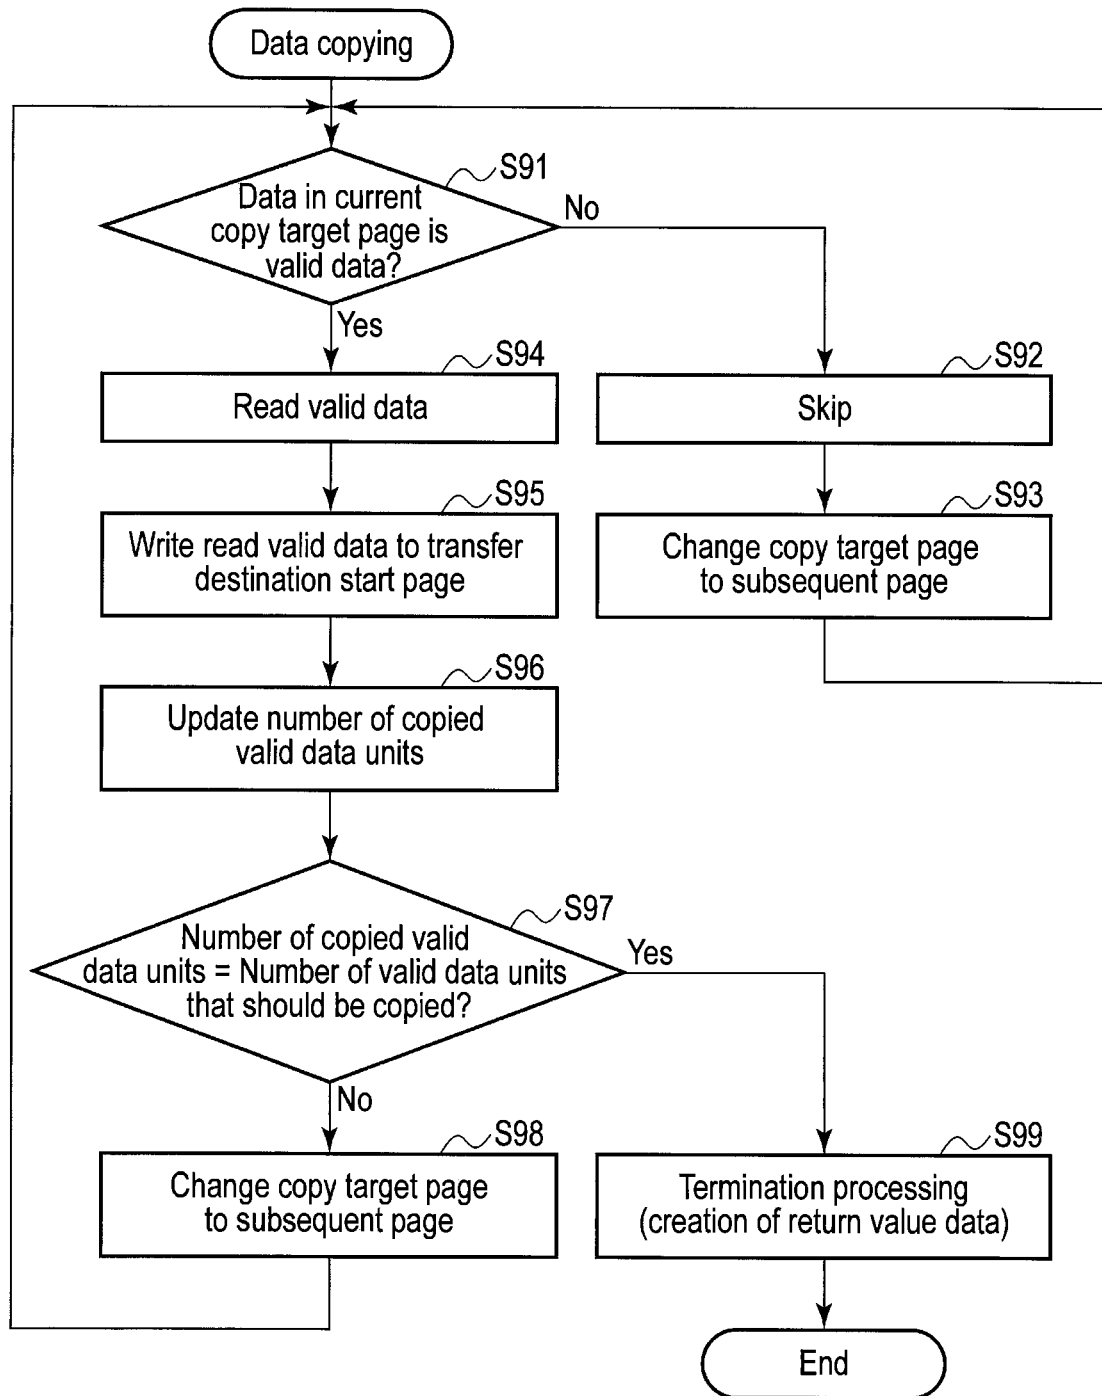 Data copying
S91
Data in current
copy target page is
valid data?
No
Yes
S94
Read valid data
S92
Skip
S95
Write read valid data to transfer
destination start page
S93
Change copy target page
to subsequent page
S96
Update number of copied
valid data units
S97
Number of copied valid
data units = Number of valid data units
that should be copied?
Yes
No
S98
Change copy target page
to subsequent page
S99
Termination processing
(creation of return value data)
End